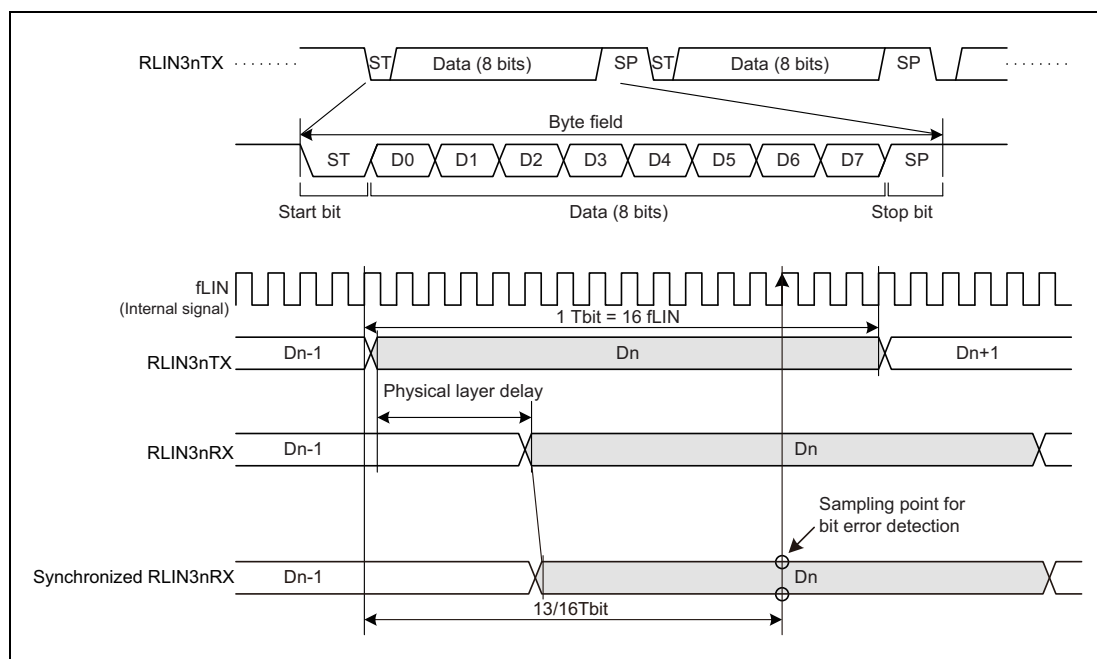 RLIN3nTX
ST
Data (8 bits)
SP
ST
Data (8 bits)
SP
Byte field
ST
D0
D1
D2
D3
D4
D5
D6
D7
SP
Start bit
Data (8 bits)
Stop bit
fLIN
(Internal signal)
1 Tbit = 16 fLIN
RLIN3nTX
Dn-1
Dn
Dn+1
Physical layer delay
RLIN3nRX
Dn-1
Dn
Sampling point for
bit error detection
Synchronized RLIN3nRX
Dn-1
Dn
13/16Tbit